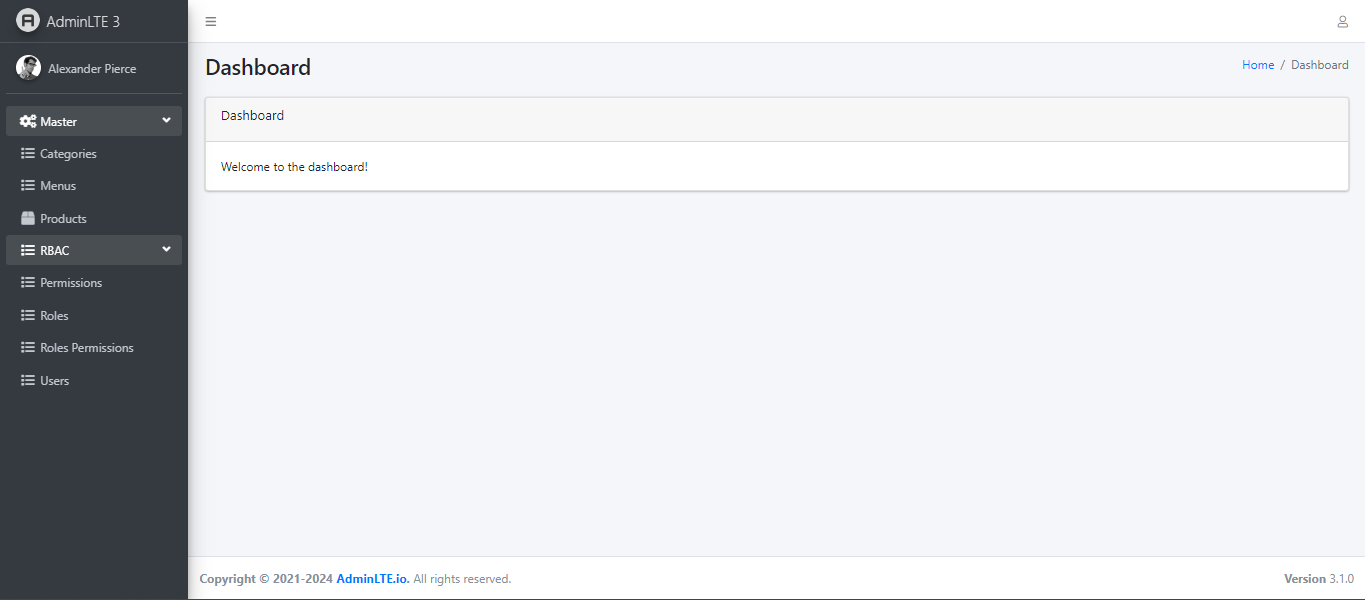 AdminLTE 3
Alexander Pierce
Master
Categories
Menus
Products
RBAC
Permissions
Roles
Roles Permissions
Users
Dashboard
Home / Dashboard
Dashboard
Welcome to the dashboard!
Copyright © 2021-2024 AdminLTE.io. All rights reserved.
Version 3.1.0